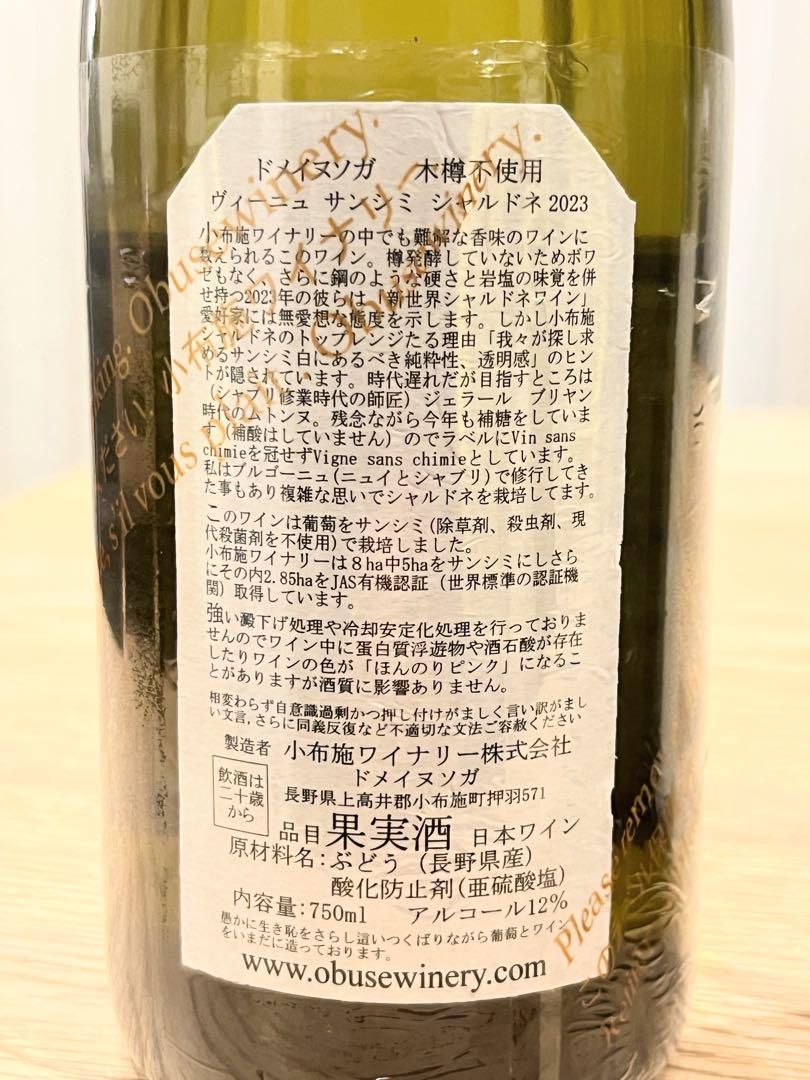 ドメイヌソガ 木樽不使用
ヴィーニュ サンシミ シャルドネ 2023
小布施ワイナリーの中でも難解な香味のワインに
数えられるこのワイン。樽発酵していないためボワ
ゼもなく、さらに鋼のような硬さと岩塩の味覚を併
せ持つ2023年の彼らは「新世界シャルドネワイン」
愛好家には無愛想な態度を示します。しかし小布施
シャルドネのトップレンジたる理由「我々が探し求
めるサンシミ白にあるべき純粋性、透明感」のヒン
トが隠されています。時代遅れだが目指すところは
(シャブリ修業時代の師匠) ジェラール ブリヤン
時代のムトンヌ。残念ながら今年も補糖をしていま
す(補酸はしていません)のでラベルにVin sans
chimieを冠せずVigne sans chimieとしています。
私はブルゴーニュ(ニュイとシャブリ)で修行してき
た事もあり複雑な思いでシャルドネを栽培してます。
このワインは葡萄をサンシミ(除草剤、殺虫剤、現
代殺菌剤を不使用)で栽培しました。
小布施ワイナリーは8ha中5haをサンシミにしさら
にその内2.85haをJAS有機認証(世界標準の認証機
関)取得しています。
強い澱下げ処理や冷却安定化処理を行っておりま
せんのでワイン中に蛋白質浮遊物や酒石酸が存在
したりワインの色が「ほんのりピンク」になるこ
とがありますが酒質に影響ありません。
相変わらず自意識過剰かつ押し付けがましく言い訳がまし
い文言,さらに同義反復など不適切な文法ご容赦ください
製造者 小布施ワイナリー株式会社
ドメイヌソガ
長野県上高井郡小布施町押羽571
飲酒は
二十歳
から
品目 果実酒 日本ワイン
原材料名:ぶどう (長野県産)
酸化防止剤(亜硫酸塩)
内容量:750ml アルコール12%
愚かに生き恥をさらし這いつくばりながら葡萄とワイン
をいまだに造っております。
www.obusewinery.com
Obusewinery.
小布施ワイナリー
Obusewinery.
s'il vous plaît.
ください。